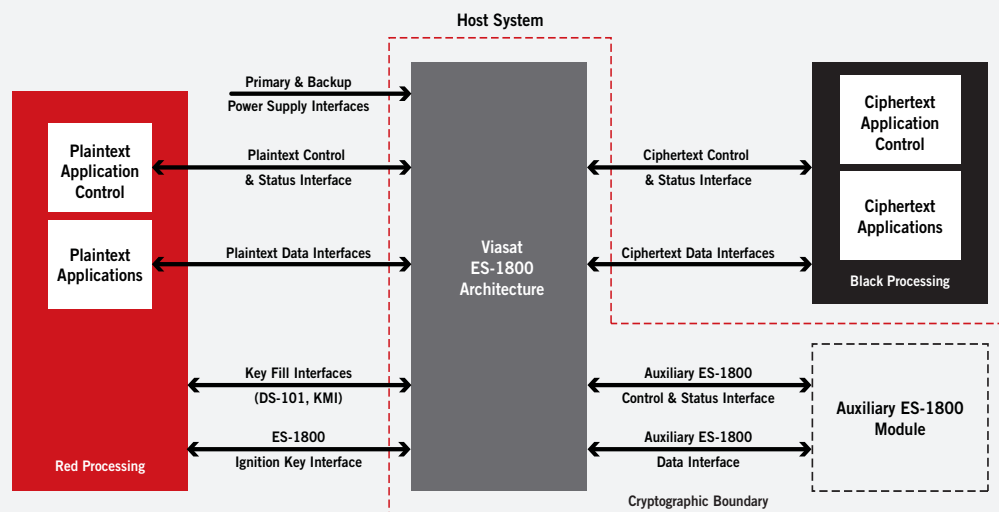 Host System
Primary & Backup
Power Supply Interfaces
Plaintext
Application
Control
Plaintext Control
& Status Interface
Plaintext
Applications
Plaintext Data Interfaces
Key Fill Interfaces
(DS-101, KMI)
ES-1800
Ignition Key Interface
Red Processing
Viasat
ES-1800
Architecture
Ciphertext Control
& Status Interface
Ciphertext Data Interfaces
Ciphertext
Application
Control
Ciphertext
Applications
Black Processing
Auxiliary ES-1800
Control & Status Interface
Auxiliary ES-1800
Data Interface
Auxiliary ES-1800
Module
Cryptographic Boundary